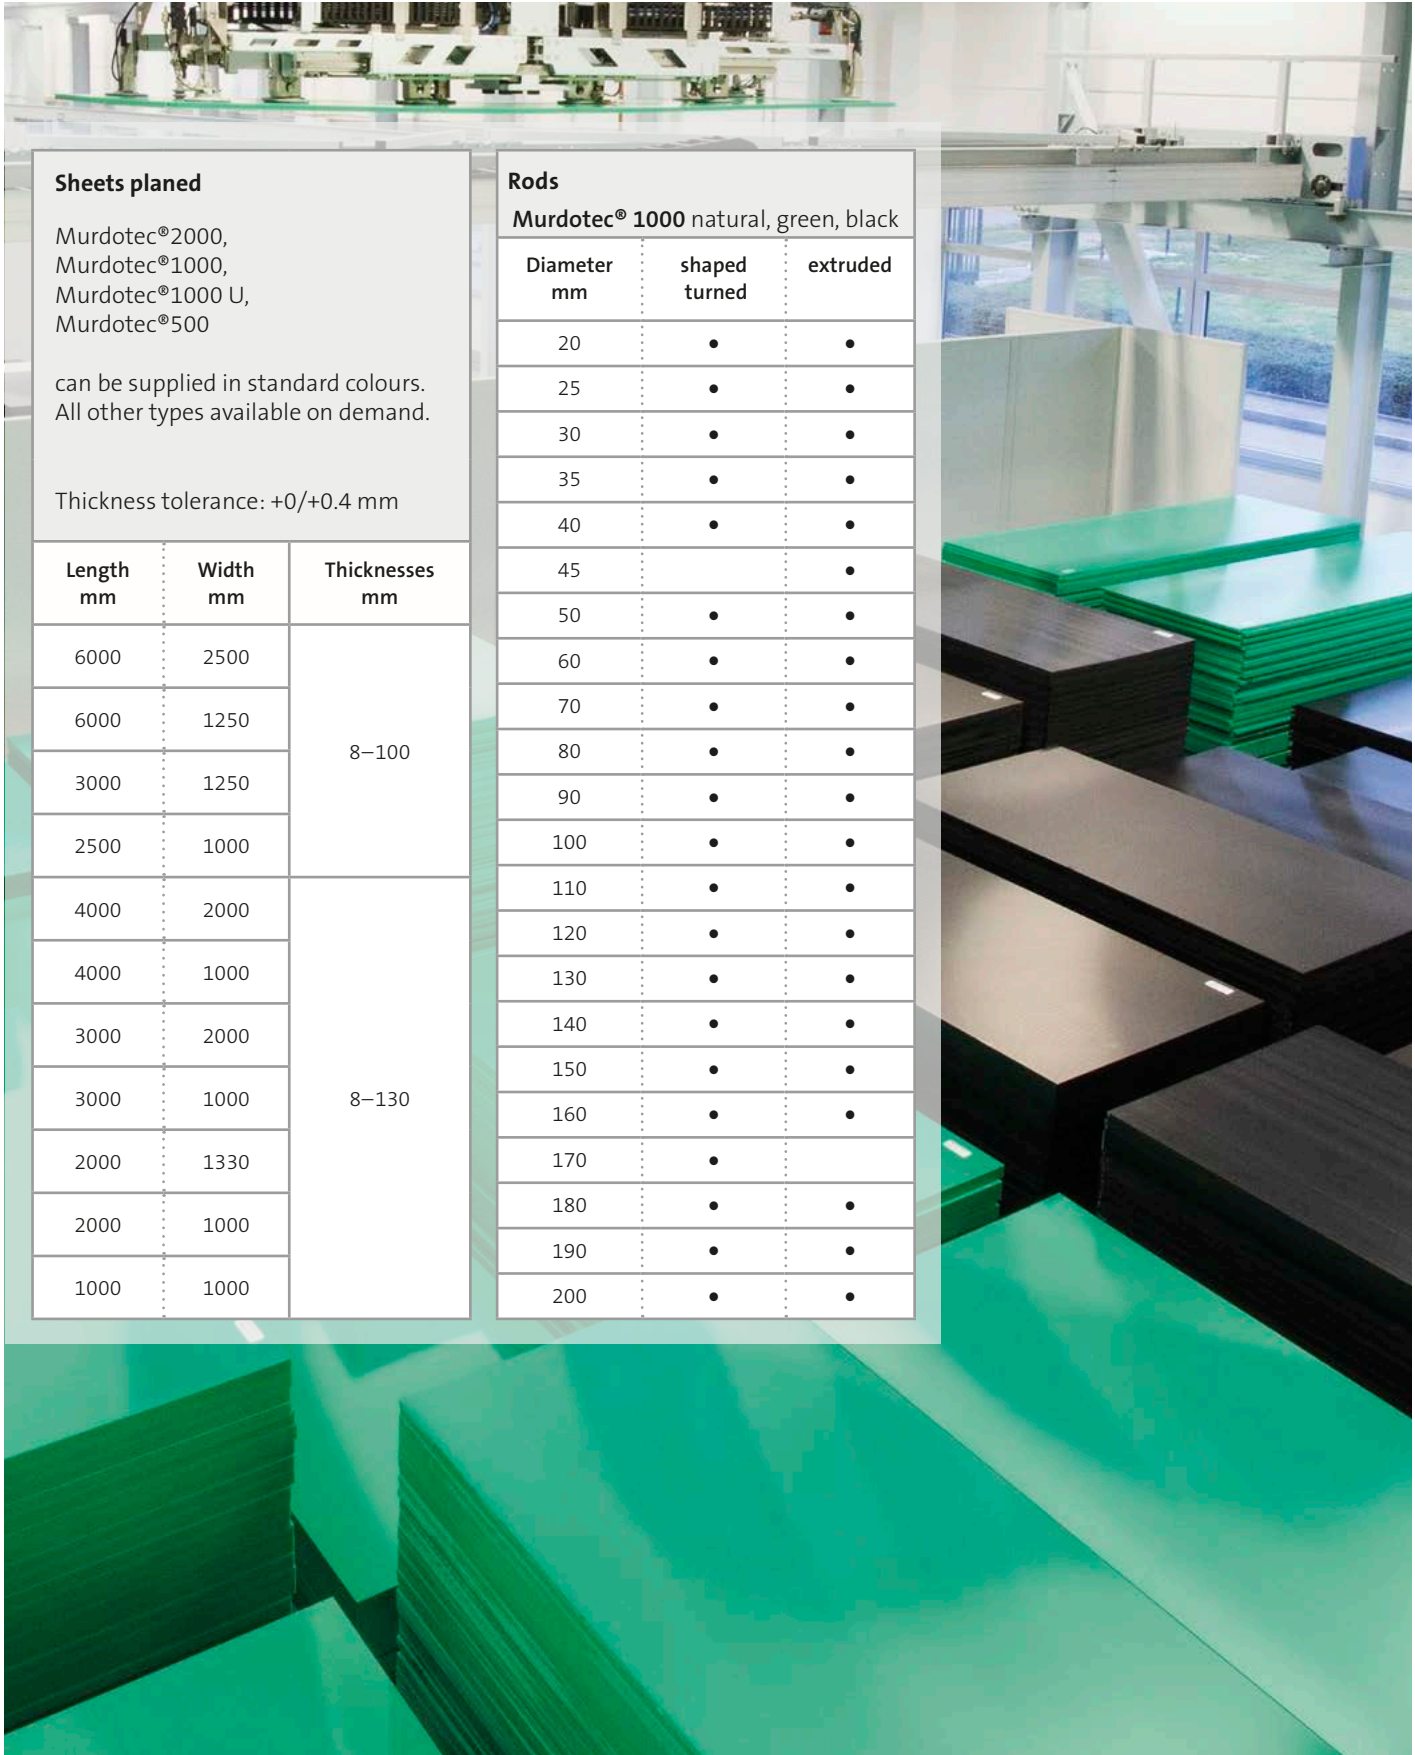 Sheets planed
Murdotec®2000,
Murdotec®1000,
Murdotec®1000 U,
Murdotec®500
can be supplied in standard colours.
All other types available on demand.
Thickness tolerance: +0/+0.4 mm
Length Width Thicknesses
mm mm mm
6000 2500
6000 1250
8–100
3000 1250
2500 1000
4000 2000
4000 1000
3000 2000
3000 1000 8–130
2000 1330
2000 1000
1000 1000
Rods
Murdotec® 1000 natural, green, black
Diameter shaped extruded
mm turned
20 • •
25 • •
30 • •
35 • •
40 • •
45 •
50 • •
60 • •
70 • •
80 • •
90 • •
100 • •
110 • •
120 • •
130 • •
140 • •
150 • •
160 • •
170 •
180 • •
190 • •
200 • •